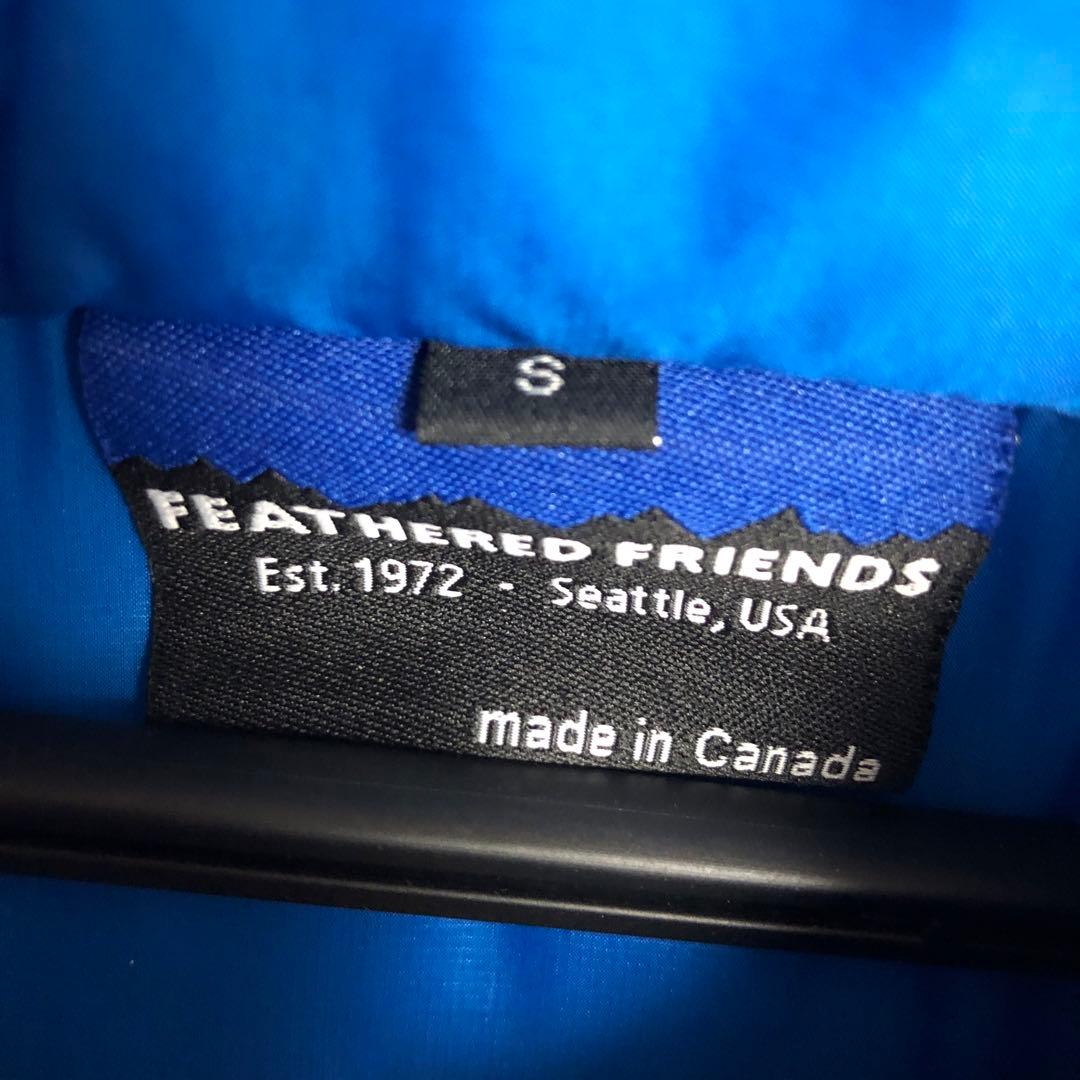 S
FEATHERED FRIENDS
Est. 1972 - Seattle, USA
made in Canada